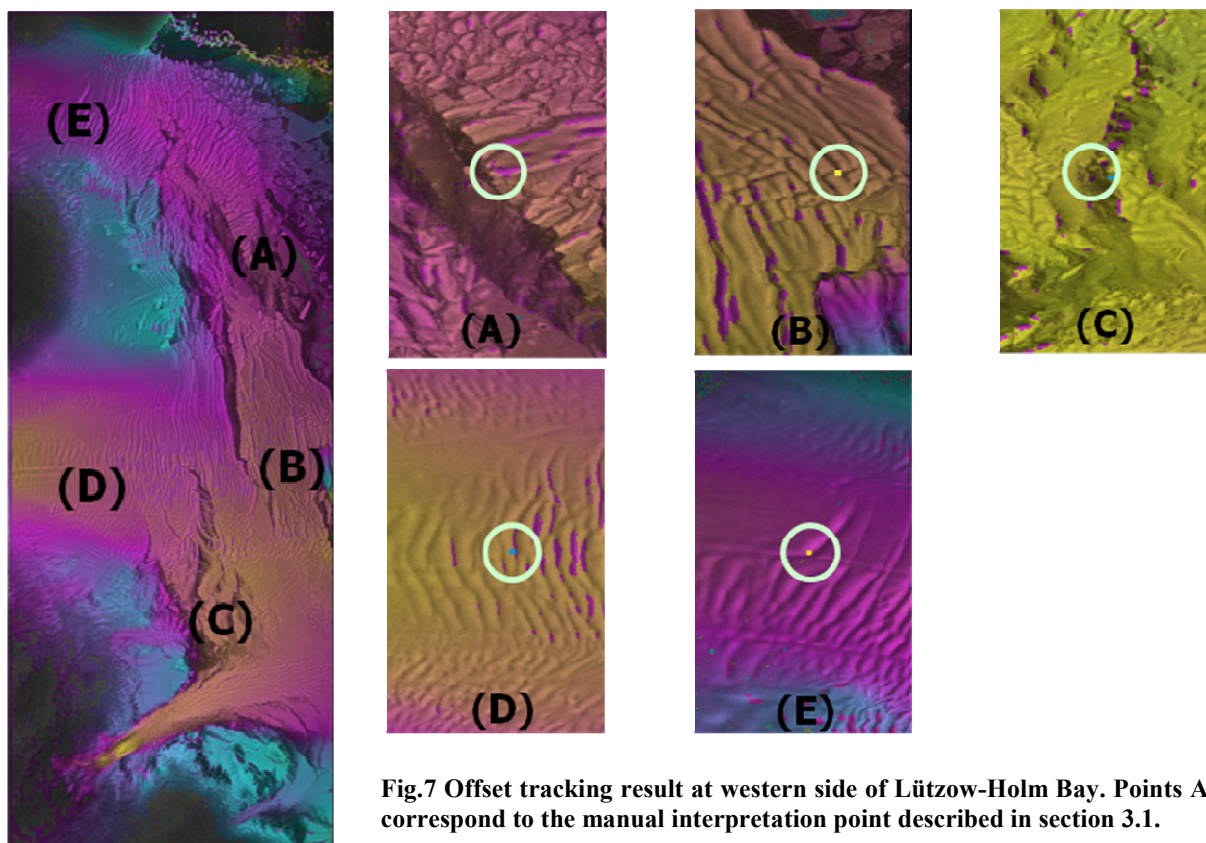 (E)
(A)
(B)
(D)
(C)
(A)
(B)
(C)
(D)
(E)
Fig.7 Offset tracking result at western side of Lützow-Holm Bay. Points A
correspond to the manual interpretation point described in section 3.1.